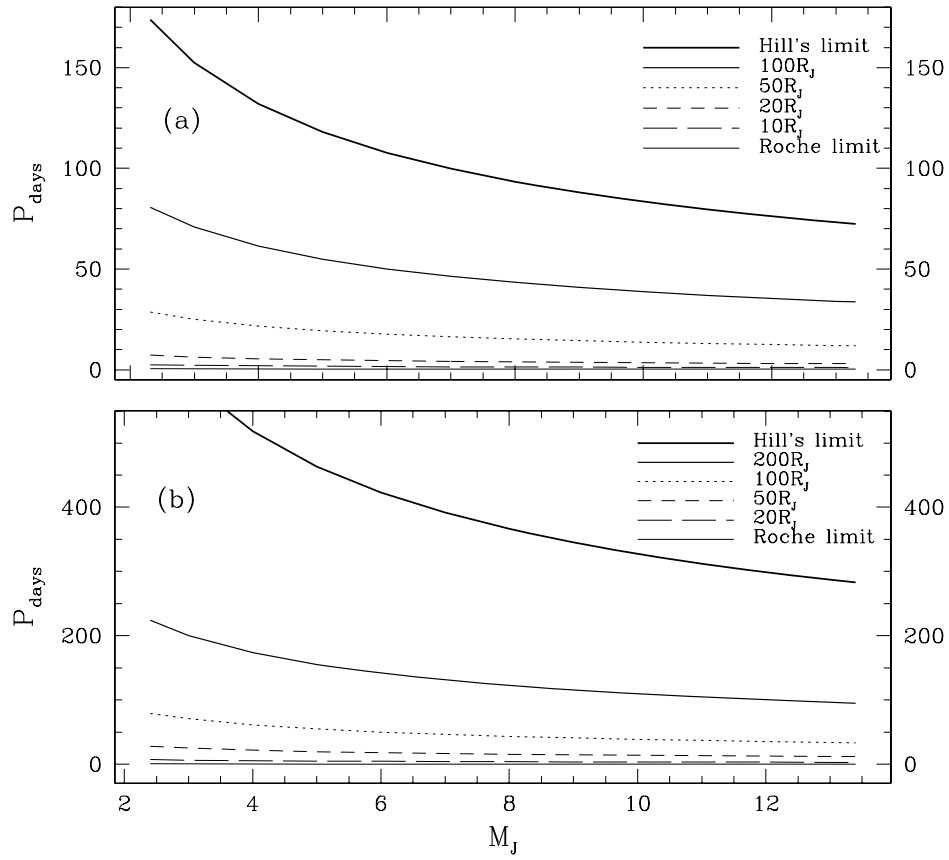 150
100
50
0
P_days
(a)
Hill's limit
100R_J
50R_J
20R_J
10R_J
Roche limit
150
100
50
0
400
200
0
P_days
(b)
Hill's limit
200R_J
100R_J
50R_J
20R_J
Roche limit
400
200
0
2 4 6 8 10 12
M_J